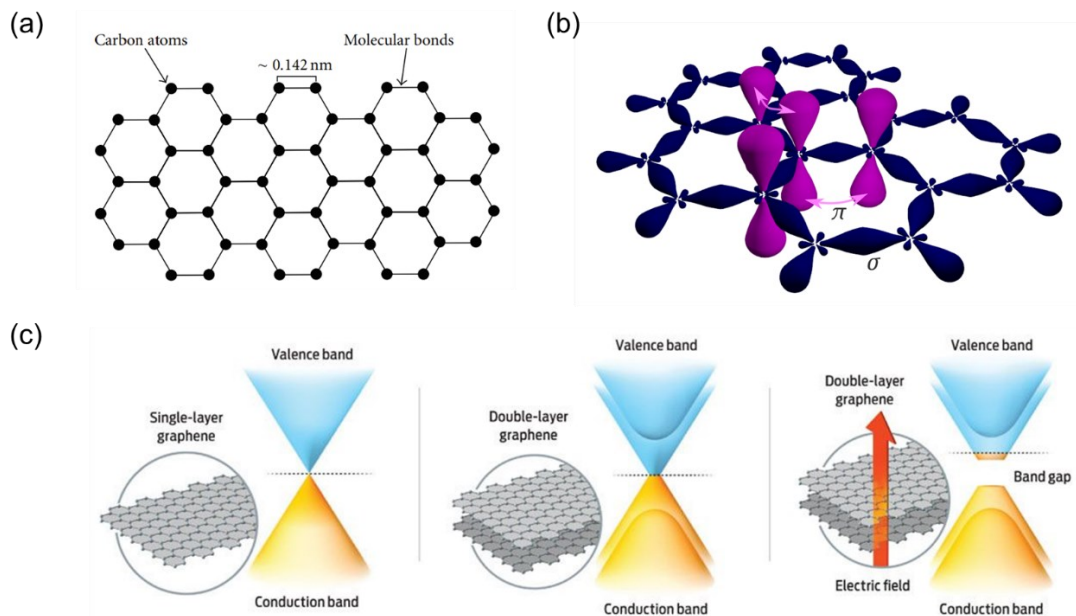 (a)
Carbon atoms
Molecular bonds
~ 0.142 nm
(b)
π
σ
(c)
Valence band
Single-layer
graphene
Conduction band
Valence band
Double-layer
graphene
Conduction band
Valence band
Double-layer
graphene
Band gap
Electric field
Conduction band